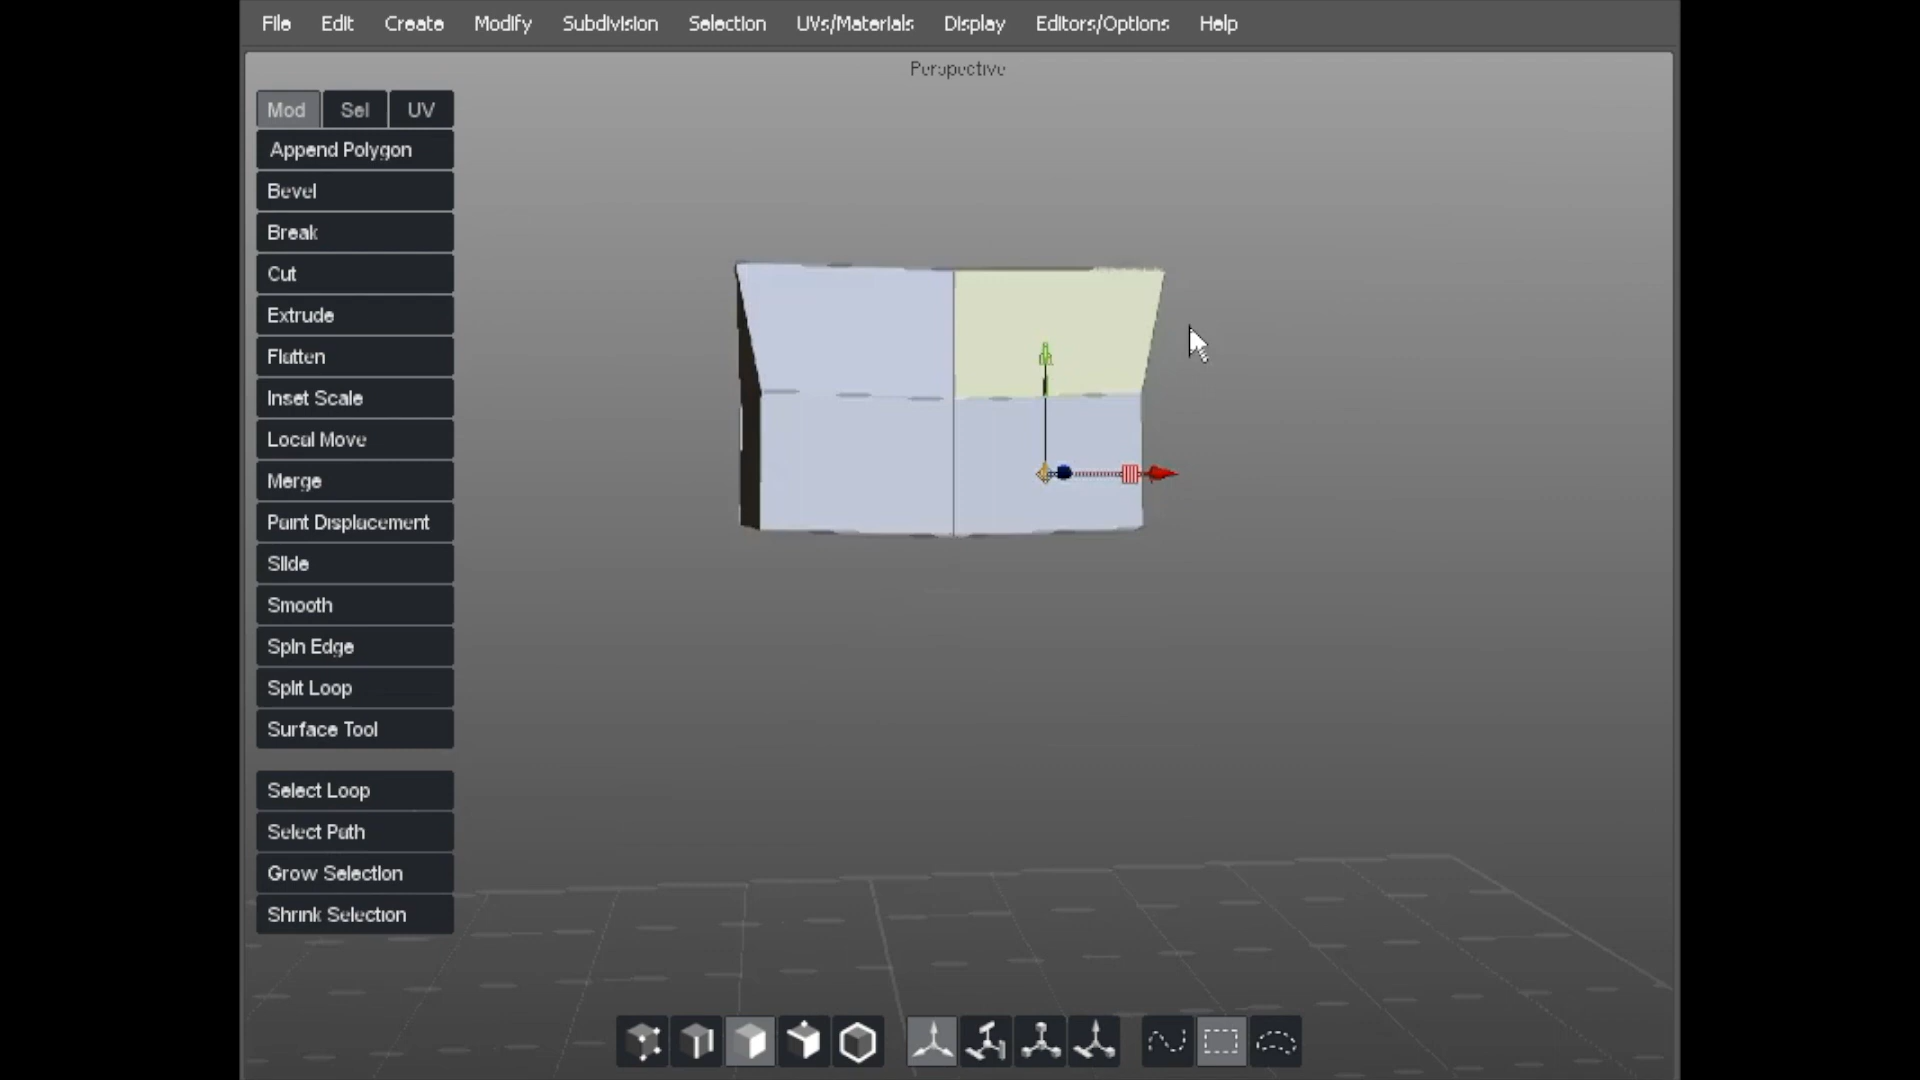 File Edit Create Modify Subdivision Selection UVs/Materials Display Editors/Options Help
Perspective
Mod Sel UV
Append Polygon
Bevel
Break
Cut
Extrude
Flatten
Inset Scale
Local Move
Merge
Paint Displacement
Slide
Smooth
Spin Edge
Split Loop
Surface Tool
Select Loop
Select Path
Grow Selection
Shrink Selection